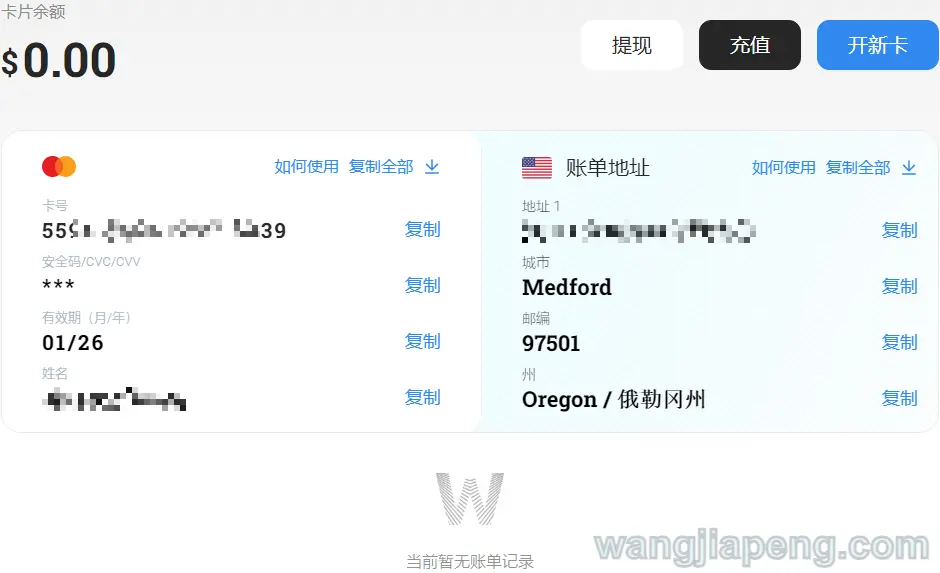 卡片余额
$0.00
提现 充值 开新卡
如何使用 复制全部
卡号
559 39 复制
安全码/CVC/CVV
*** 复制
有效期（月/年）
01/26 复制
姓名
复制
账单地址 如何使用 复制全部
地址 1
复制
城市
Medford 复制
邮编
97501 复制
州
Oregon / 俄勒冈州 复制
W
当前暂无账单记录
wangjiapeng.com